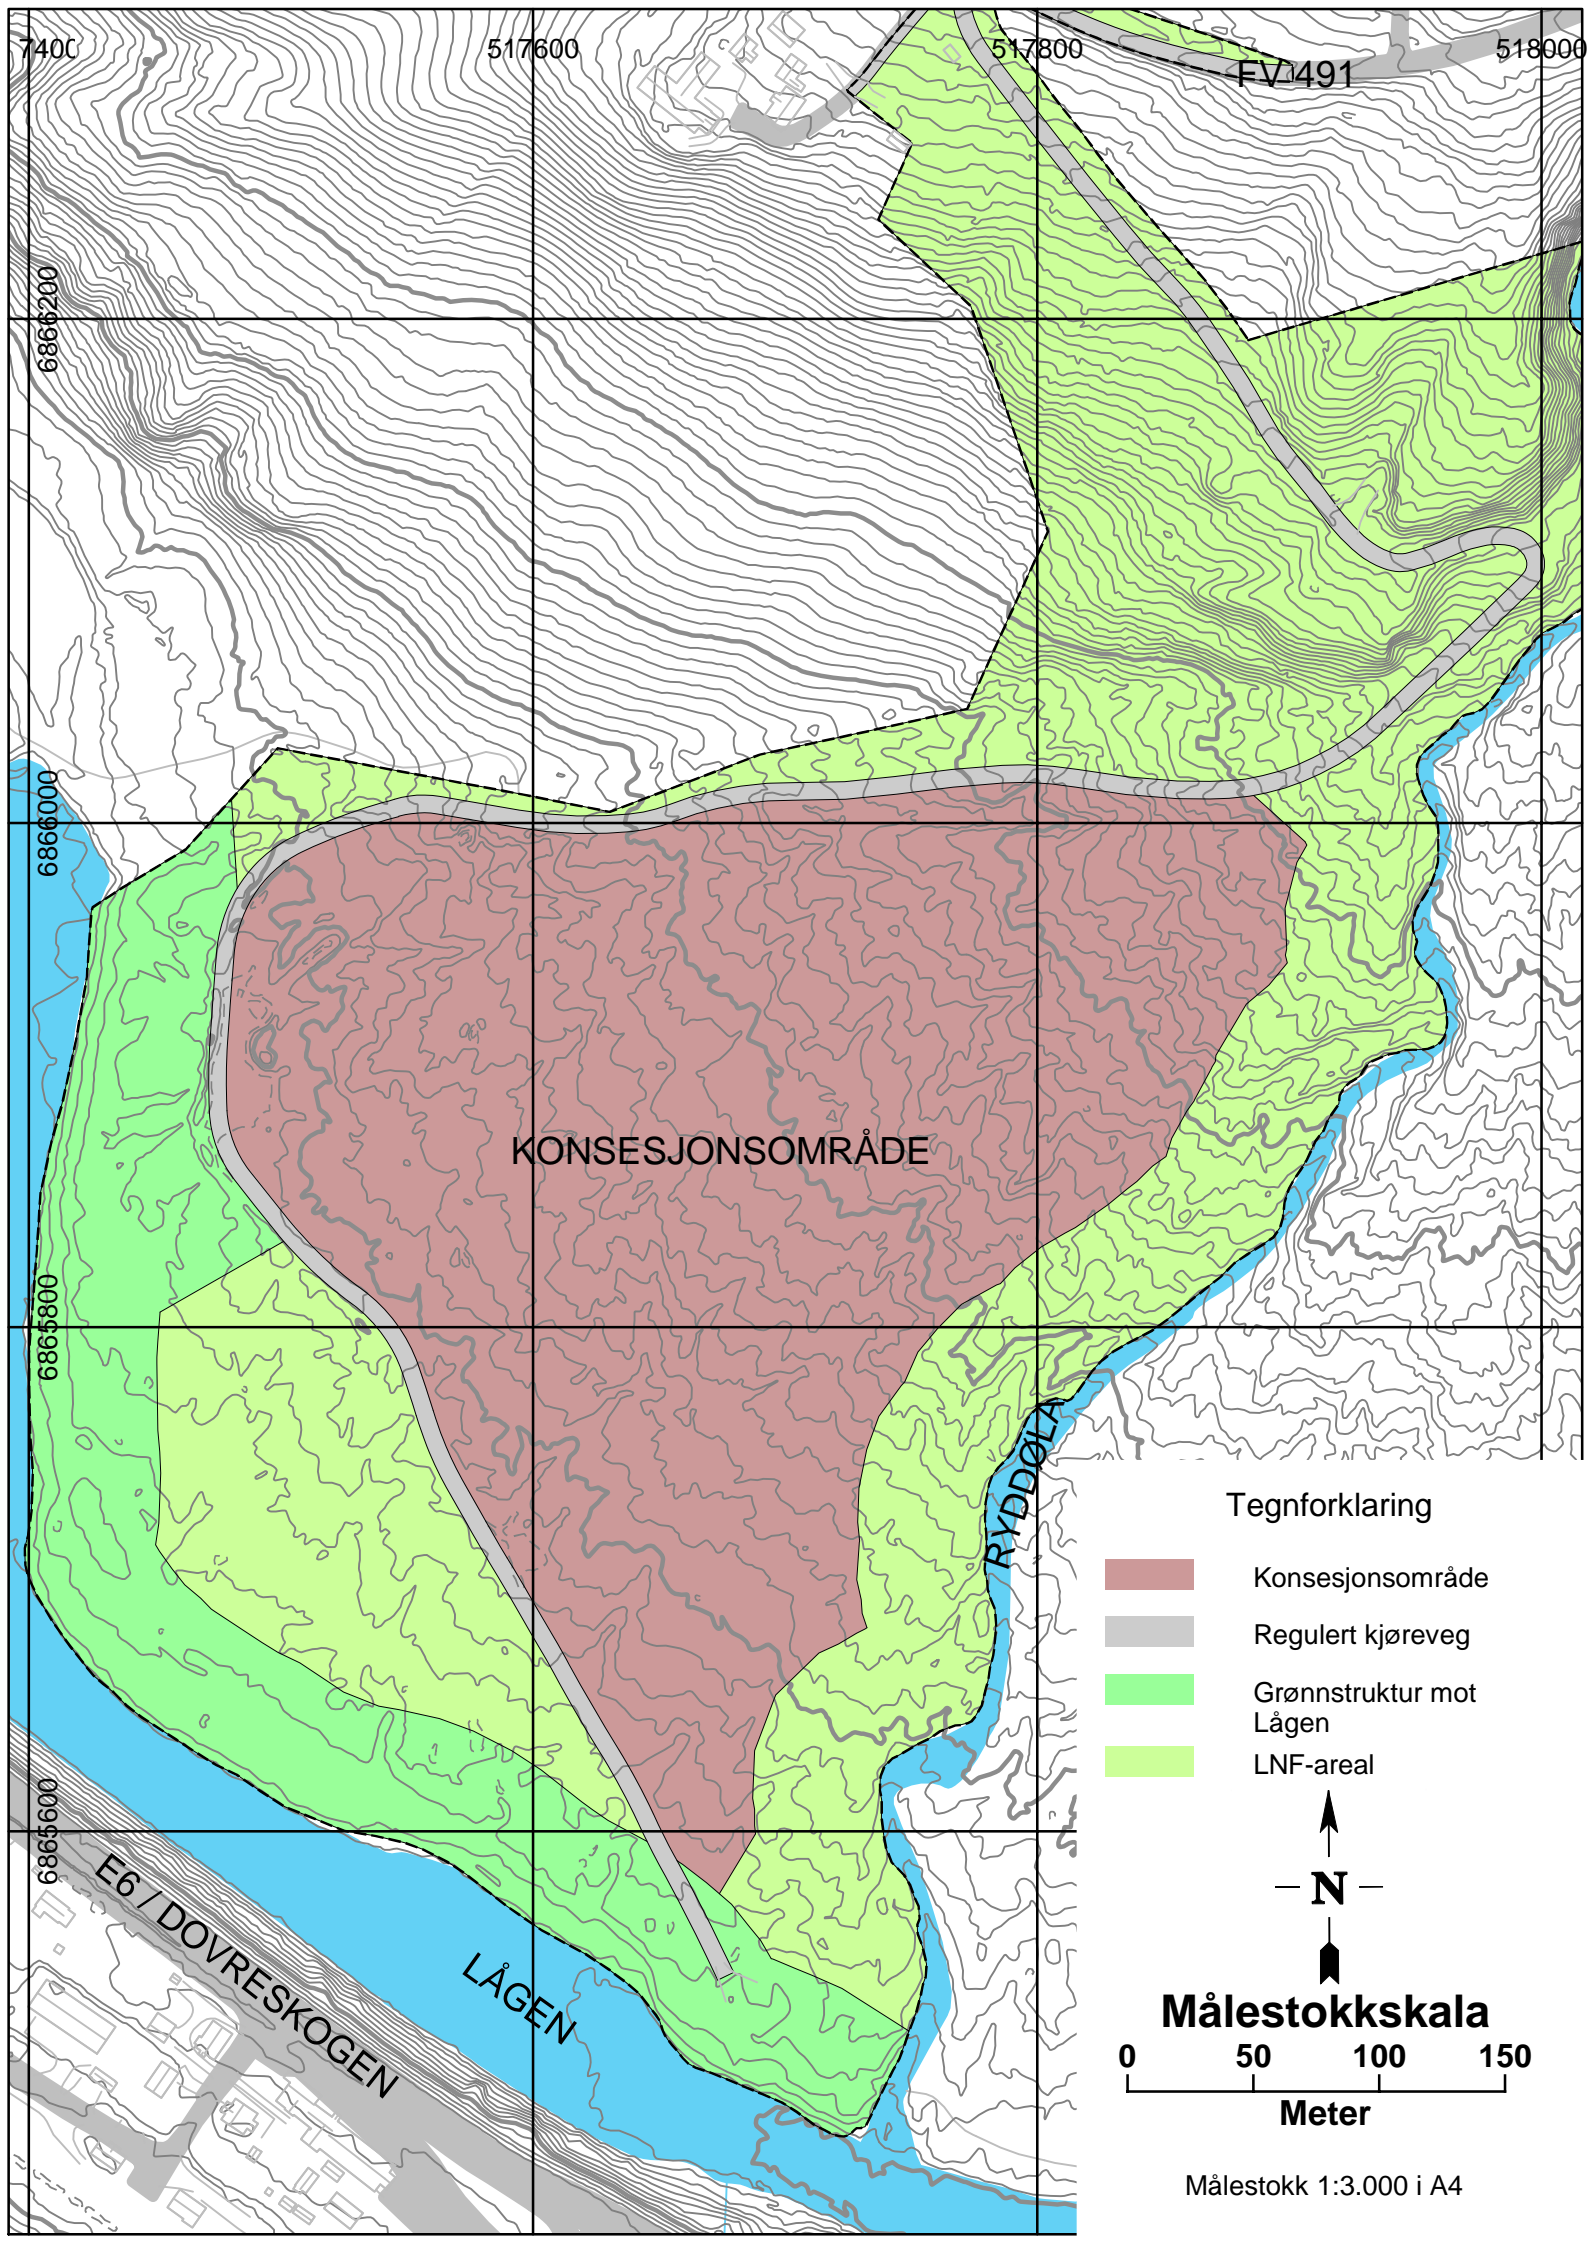 7400
517600
517800
518000
FV 491
6866200
6866000
KONSESJONSOMRÅDE
6865800
RYDDØLA
6865600
E6 / DOVRESKOGEN
LÅGEN
Tegnforklaring
Konsesjonsområde
Regulert kjøreveg
Grønnstruktur mot
Lågen
LNF-areal
N
Målestokkskala
0 50 100 150
Meter
Målestokk 1:3.000 i A4